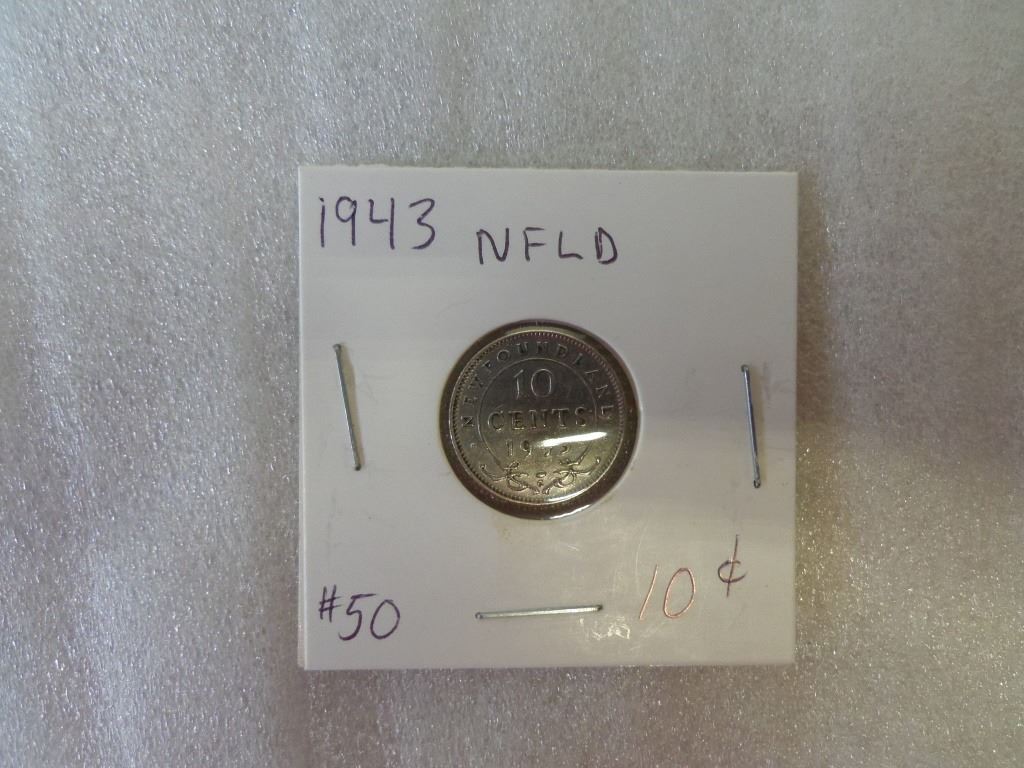 1943 NFLD
NEWFOUNDLAND
10
CENTS
#50
10 ¢